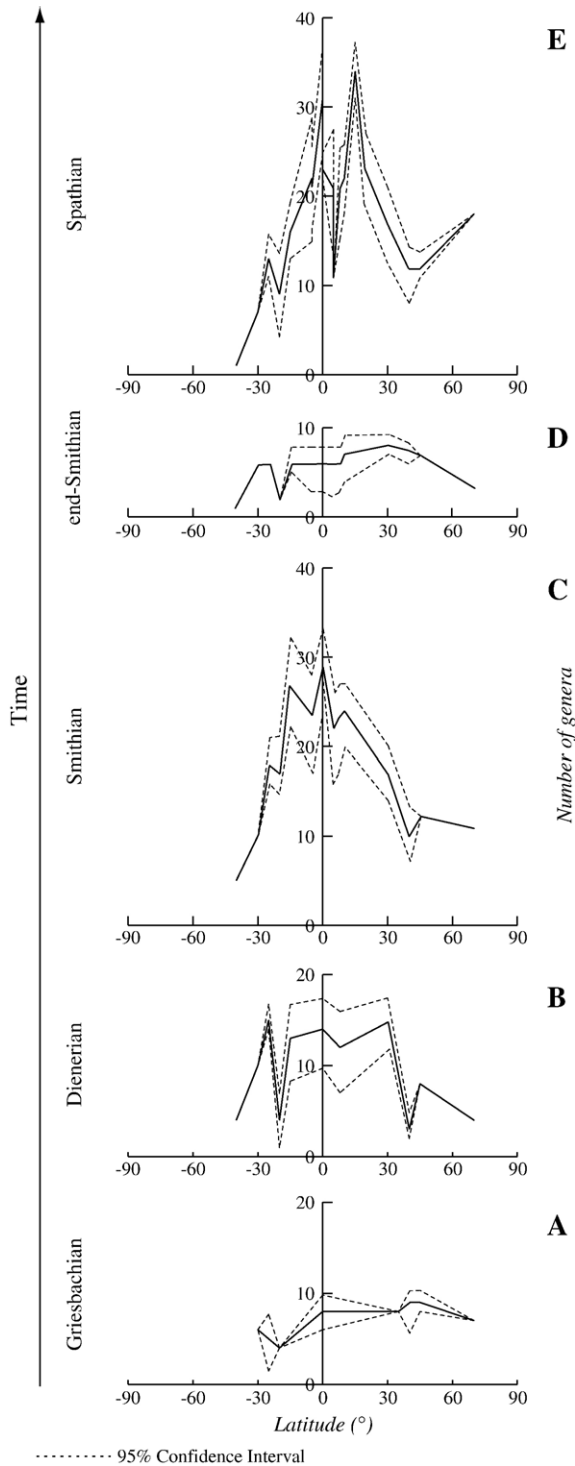 40
E
30
20
10
0
-90 -60 -30 0 30 60 90
Spathian
10
D
0
-90 -60 -30 0 30 60 90
end-Smithian
40
C
30
20
10
0
-90 -60 -30 0 30 60 90
Smithian
Time
Number of genera
20
B
10
0
-90 -60 -30 0 30 60 90
Dienerian
20
A
10
0
-90 -60 -30 0 30 60 90
Griesbachian
Latitude (°)
95% Confidence Interval